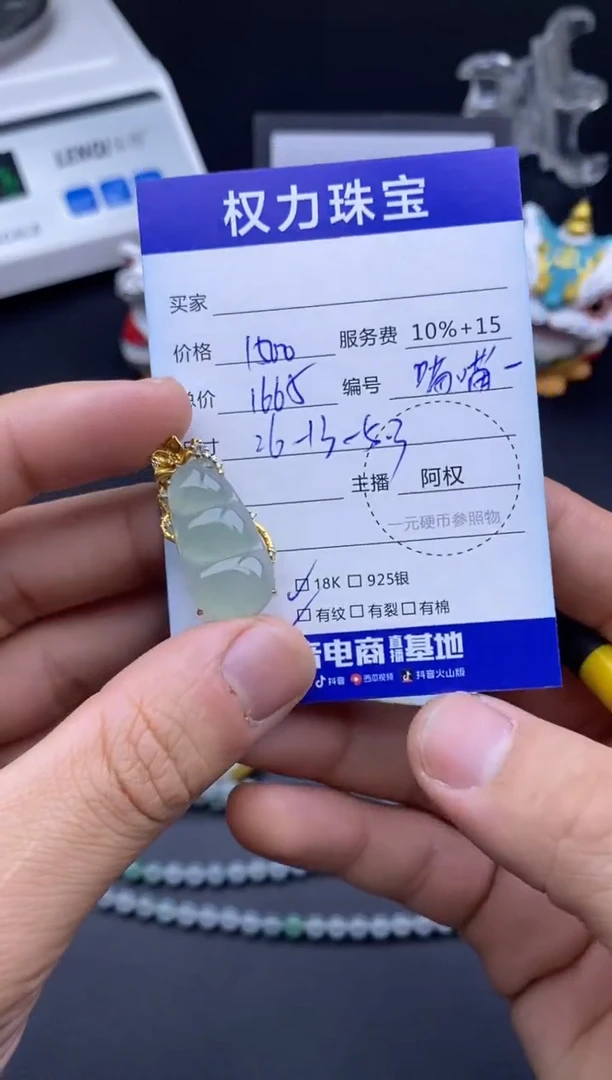 权力珠宝
买家
价格 1500 服务费 10%+15
总价 1665 编号 喵喵一
寸 26-13-5.3
主播 阿权
一元硬币参照物
☐ 18K ☐ 925银
☐ 有纹 ☐ 有裂 ☐ 有棉
音电商直播基地
抖音 西瓜视频 抖音火山版